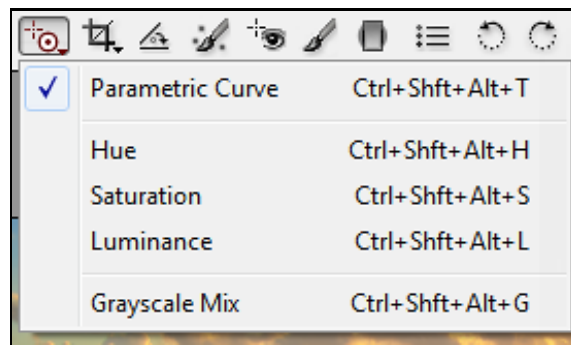 Parametric Curve Ctrl+Shft+Alt+T
Hue Ctrl+Shft+Alt+H
Saturation Ctrl+Shft+Alt+S
Luminance Ctrl+Shft+Alt+L
Grayscale Mix Ctrl+Shft+Alt+G